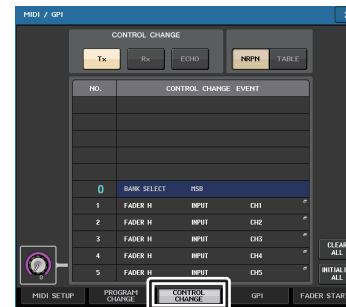 MIDI / GPI
CONTROL CHANGE
Tx Rx ECHO NRPN TABLE
NO. CONTROL CHANGE EVENT
0 BANK SELECT MSB
1 FADER H INPUT CH1
2 FADER H INPUT CH2
3 FADER H INPUT CH3
4 FADER H INPUT CH4
5 FADER H INPUT CH5
CLEAR
ALL
INITIALI
ALL
MIDI SETUP PROGRAM CHANGE CONTROL CHANGE GPI FADER START